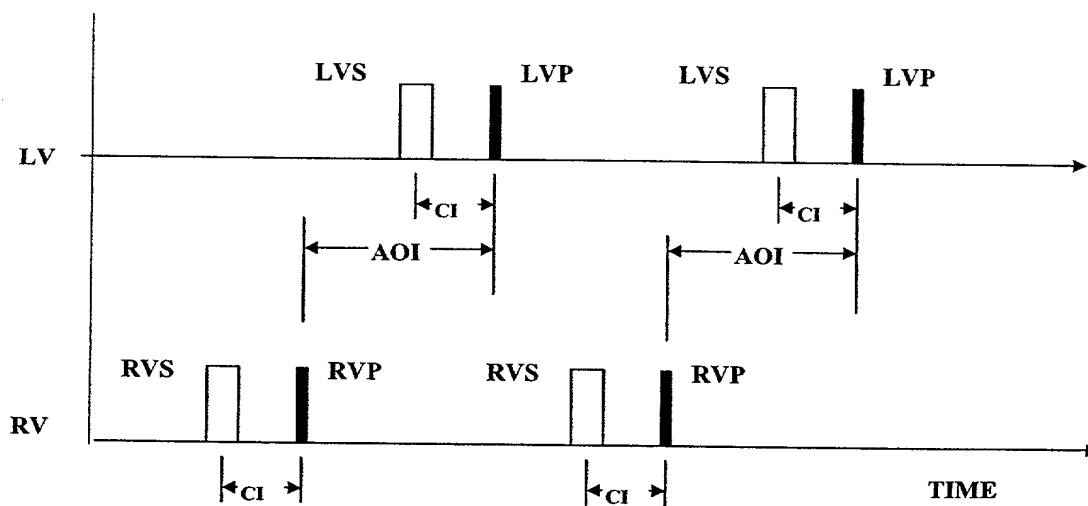 LVS LVP LVS LVP
LV
CI CI
AOI AOI
RVS RVP RVS RVP
RV
CI CI TIME